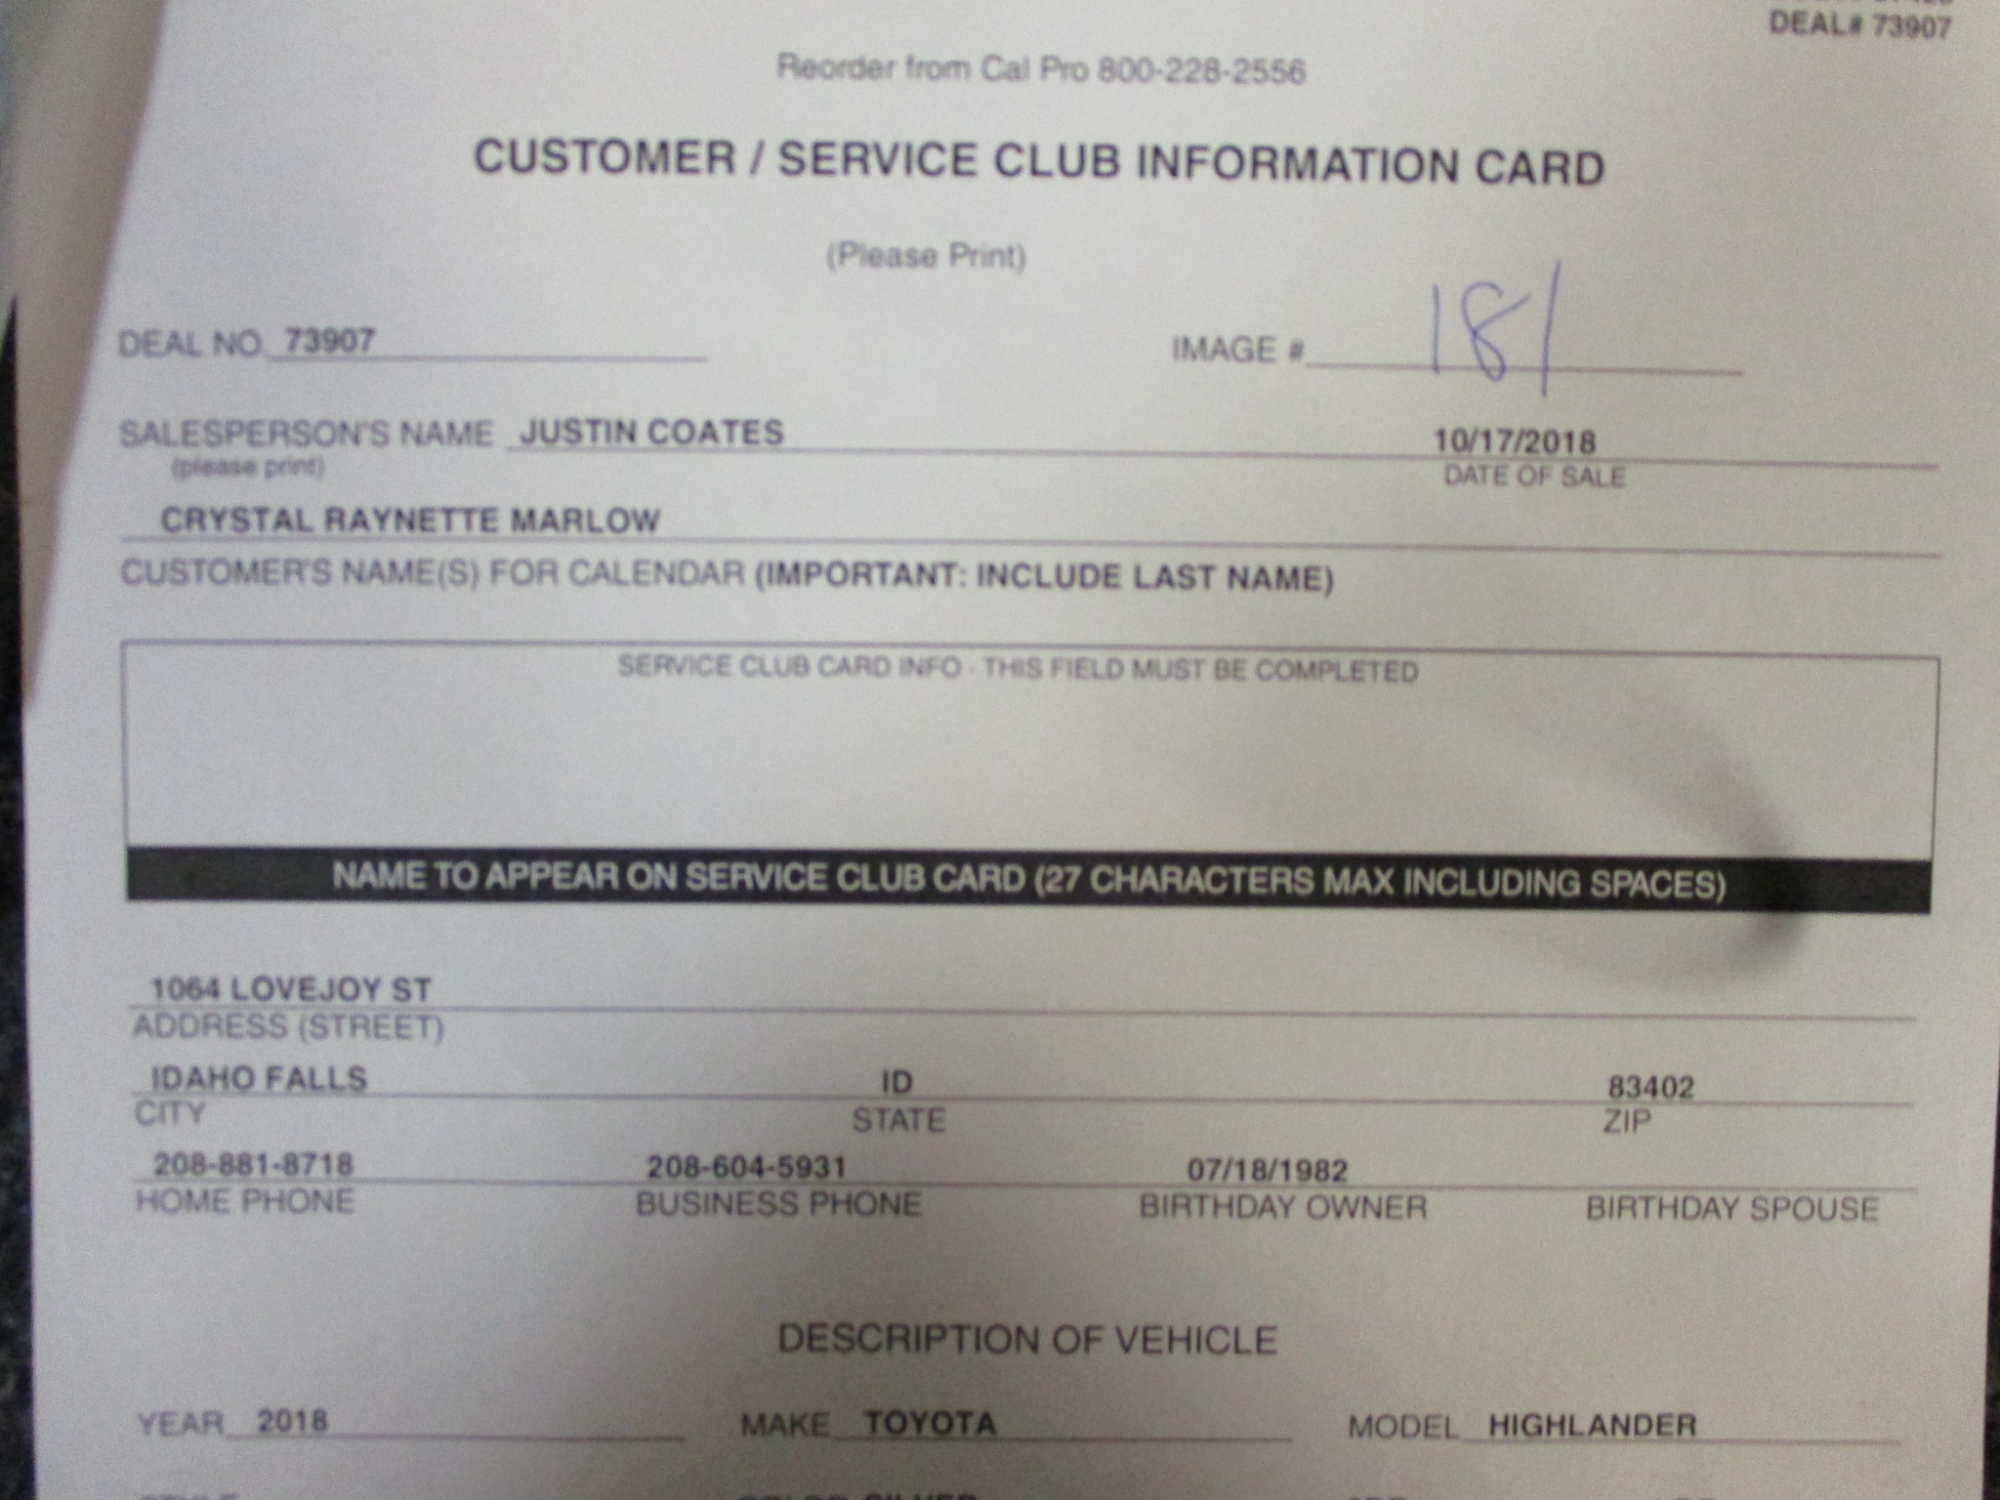 DEAL# 73907
Reorder from Cal Pro 800-228-2556
CUSTOMER / SERVICE CLUB INFORMATION CARD
(Please Print)
DEAL NO. 73907 IMAGE # 181
SALESPERSON'S NAME JUSTIN COATES 10/17/2018
(please print) DATE OF SALE
CRYSTAL RAYNETTE MARLOW
CUSTOMER'S NAME(S) FOR CALENDAR (IMPORTANT: INCLUDE LAST NAME)
SERVICE CLUB CARD INFO - THIS FIELD MUST BE COMPLETED
NAME TO APPEAR ON SERVICE CLUB CARD (27 CHARACTERS MAX INCLUDING SPACES)
1064 LOVEJOY ST
ADDRESS (STREET)
IDAHO FALLS ID 83402
CITY STATE ZIP
208-881-8718 208-604-5931 07/18/1982
HOME PHONE BUSINESS PHONE BIRTHDAY OWNER BIRTHDAY SPOUSE
DESCRIPTION OF VEHICLE
YEAR 2018 MAKE TOYOTA MODEL HIGHLANDER
COLOR SILVER